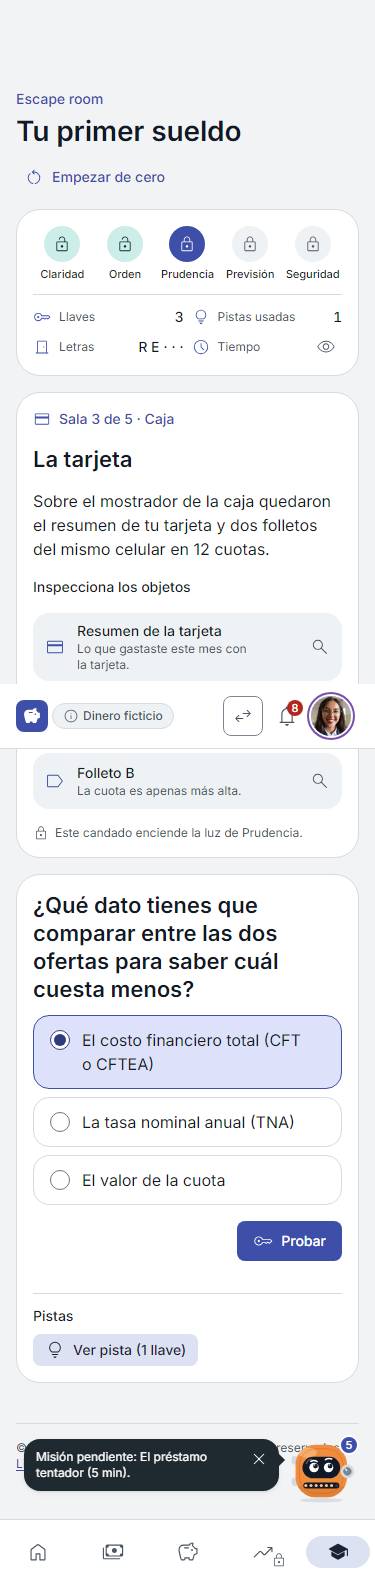 Escape room
Tu primer sueldo
Empezar de cero
Claridad Orden Prudencia Previsión Seguridad
Llaves 3 Pistas usadas 1
Letras R E · · · Tiempo
Sala 3 de 5 · Caja
La tarjeta
Sobre el mostrador de la caja quedaron
el resumen de tu tarjeta y dos folletos
del mismo celular en 12 cuotas.
Inspecciona los objetos
Resumen de la tarjeta
Lo que gastaste este mes con
la tarjeta.
Dinero ficticio
8
Folleto B
La cuota es apenas más alta.
Este candado enciende la luz de Prudencia.
¿Qué dato tienes que
comparar entre las dos
ofertas para saber cuál
cuesta menos?
El costo financiero total (CFT
o CFTEA)
La tasa nominal anual (TNA)
El valor de la cuota
Probar
Pistas
Ver pista (1 llave)
5
Misión pendiente: El préstamo
tentador (5 min).